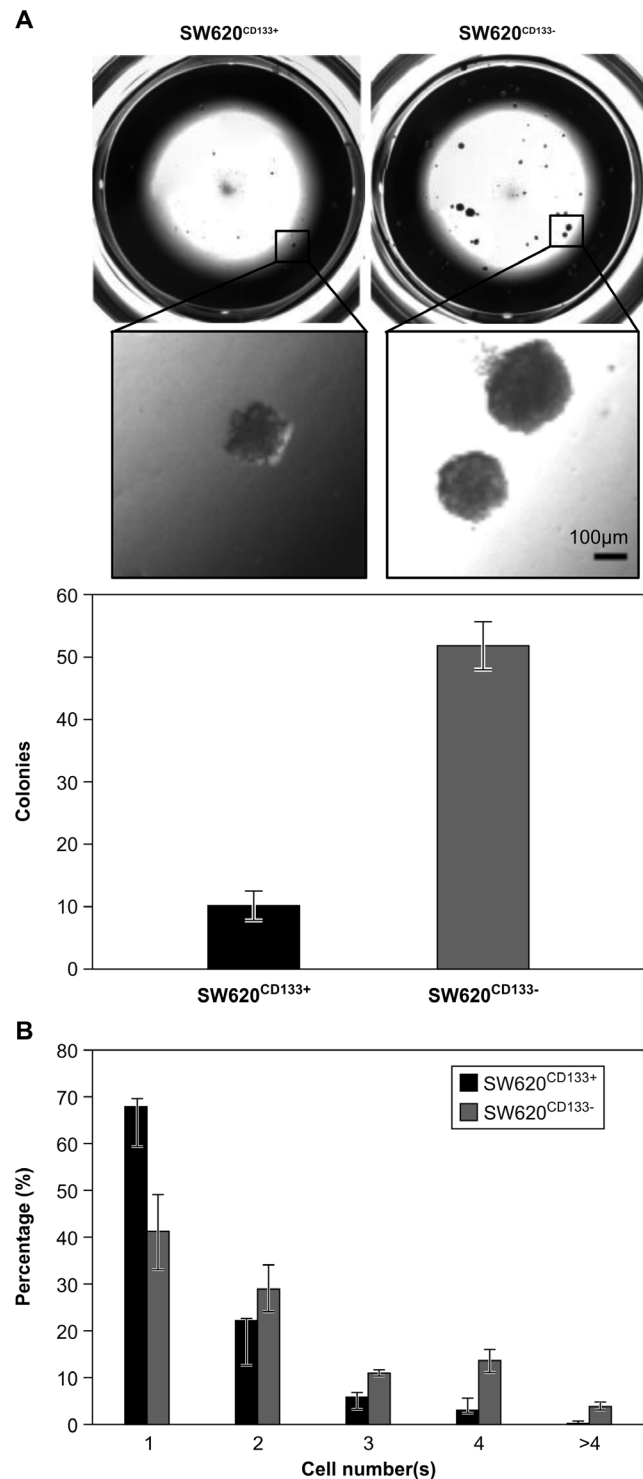 A
SW620CD133+ SW620CD133-
100μm
60
50
40
30
20
10
0
Colonies
SW620CD133+ SW620CD133-
B
80
70
60
50
40
30
20
10
0
Percentage (%)
SW620CD133+
SW620CD133-
1 2 3 4 >4
Cell number(s)